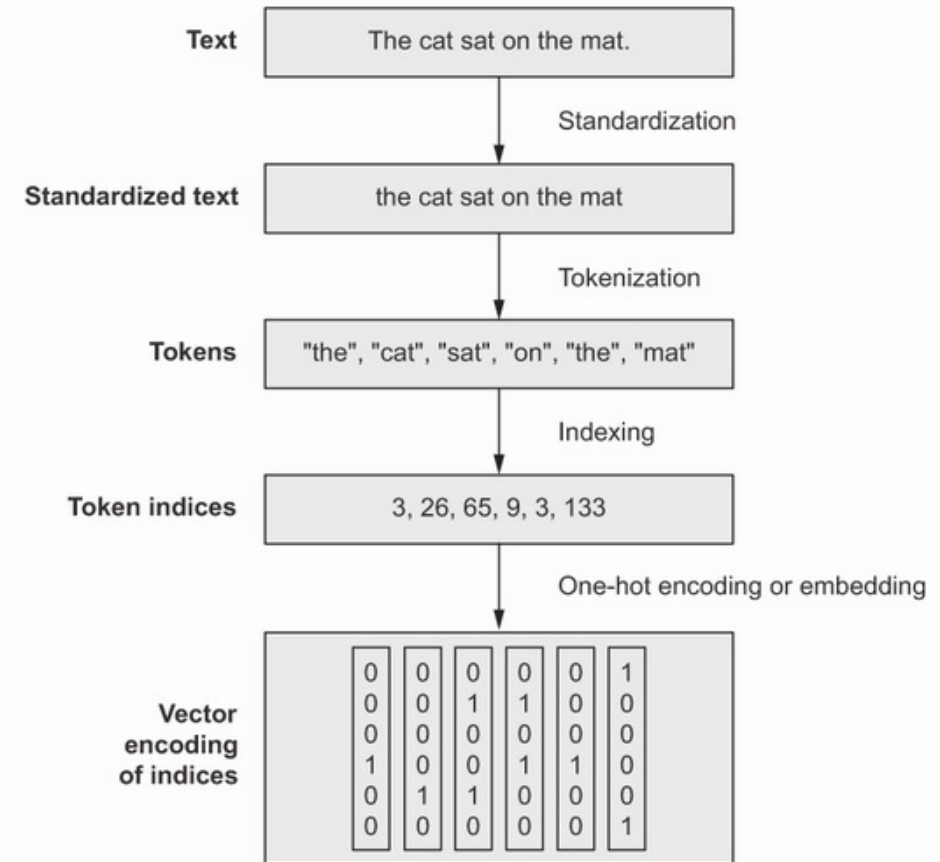 Text
The cat sat on the mat.
Standardization
Standardized text
the cat sat on the mat
Tokenization
Tokens
"the", "cat", "sat", "on", "the", "mat"
Indexing
Token indices
3, 26, 65, 9, 3, 133
One-hot encoding or embedding
Vector
encoding
of indices
0 0 0 0 0 1
0 0 1 1 0 0
0 0 0 0 0 0
1 0 0 1 1 0
0 1 1 0 0 0
0 0 0 0 0 1